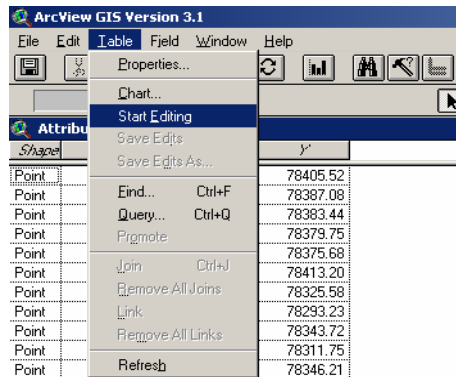 ArcView GIS Version 3.1
File Edit Table Field Window Help
Properties...
Chart...
Start Editing
Save Edits
Save Edits As...
Find... Ctrl+F
Query... Ctrl+Q
Promote
Join Ctrl+J
Remove All Joins
Link
Remove All Links
Refresh
Attribu
Shape Y
Point 78405.52
Point 78387.08
Point 78383.44
Point 78379.75
Point 78375.68
Point 78413.20
Point 78325.58
Point 78293.23
Point 78343.72
Point 78311.75
Point 78346.21